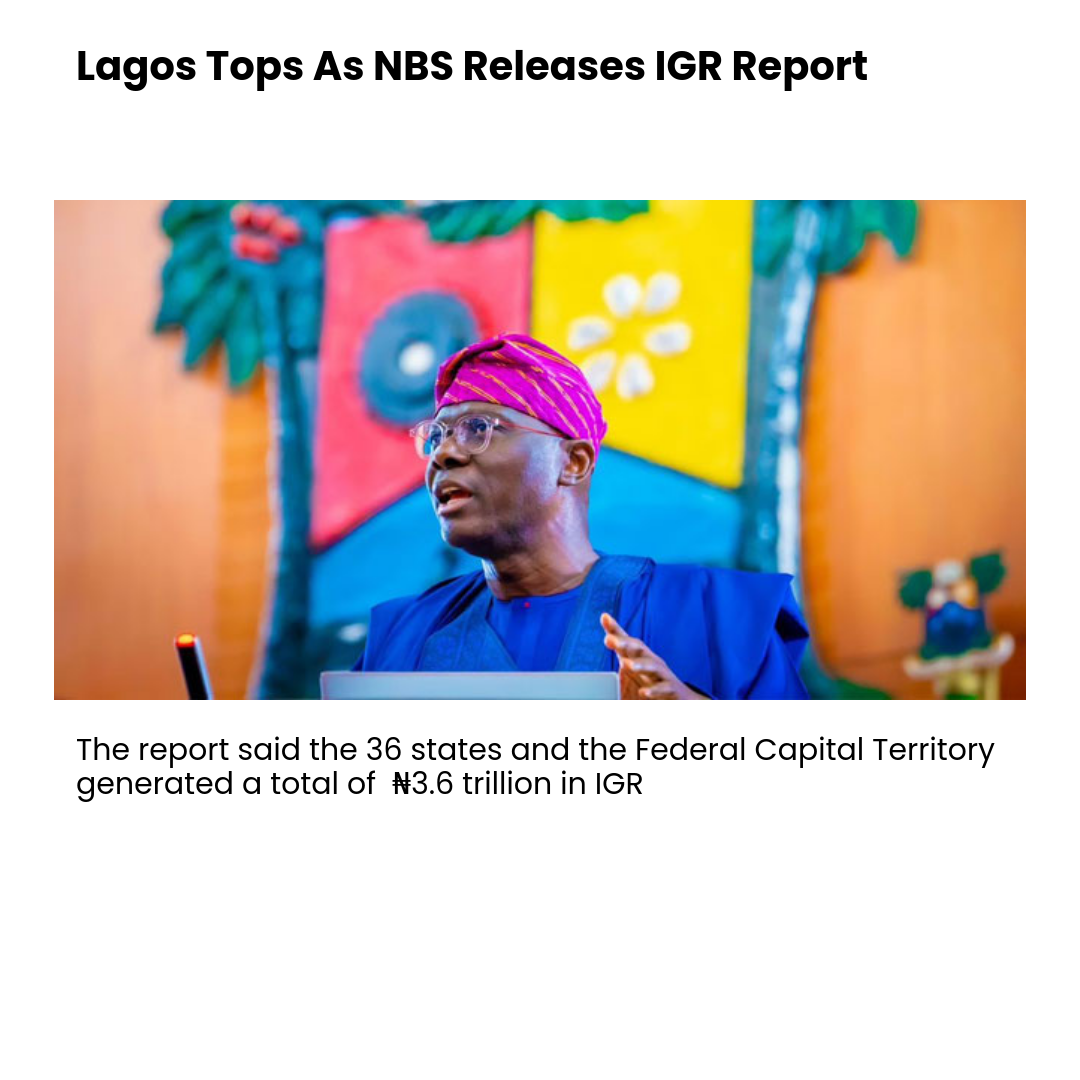 Lagos Tops As NBS Releases IGR Report
The report said the 36 states and the Federal Capital Territory
generated a total of  ₦3.6 trillion in IGR